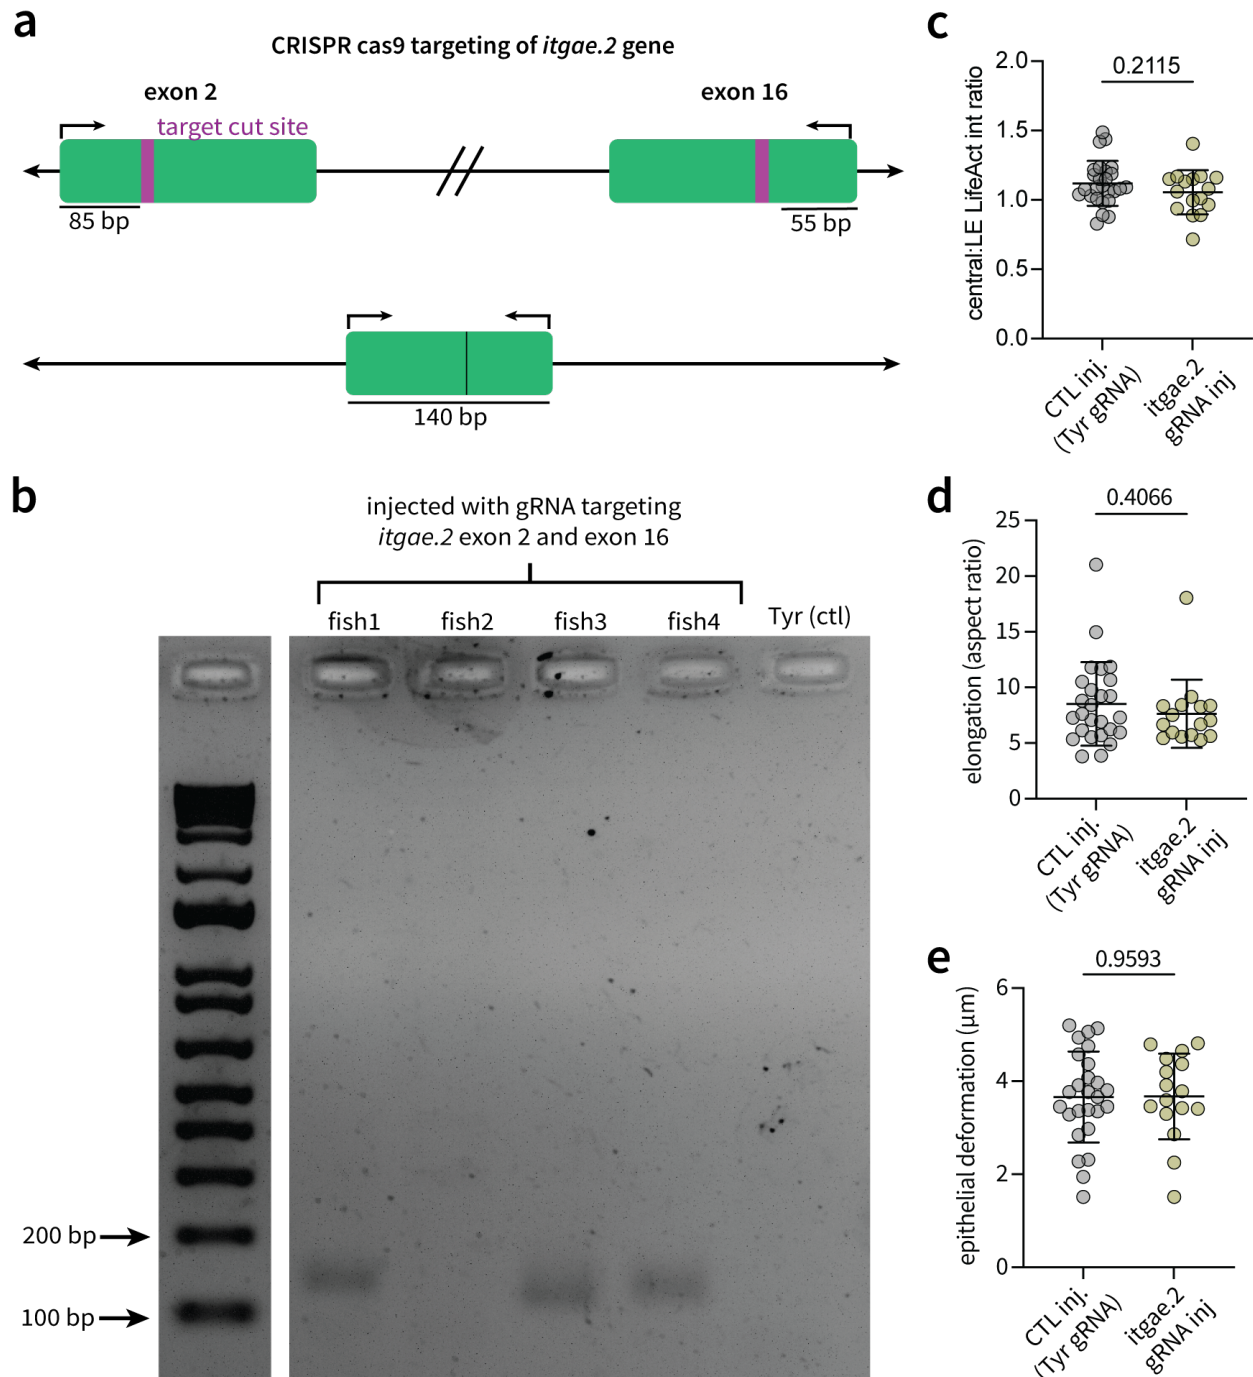 a
CRISPR cas9 targeting of itgae.2 gene
exon 2
exon 16
target cut site
85 bp
55 bp
140 bp
b
injected with gRNA targeting
itgae.2 exon 2 and exon 16
fish1
fish2
fish3
fish4
Tyr (ctl)
200 bp
100 bp
c
central:LE LifeAct int ratio
2.0
1.5
1.0
0.5
0.0
0.2115
CTL inj.
(Tyr gRNA)
itgae.2
gRNA inj
d
elongation (aspect ratio)
25
20
15
10
5
0
0.4066
CTL inj.
(Tyr gRNA)
itgae.2
gRNA inj
e
epithelial deformation (µm)
6
4
2
0
0.9593
CTL inj.
(Tyr gRNA)
itgae.2
gRNA inj